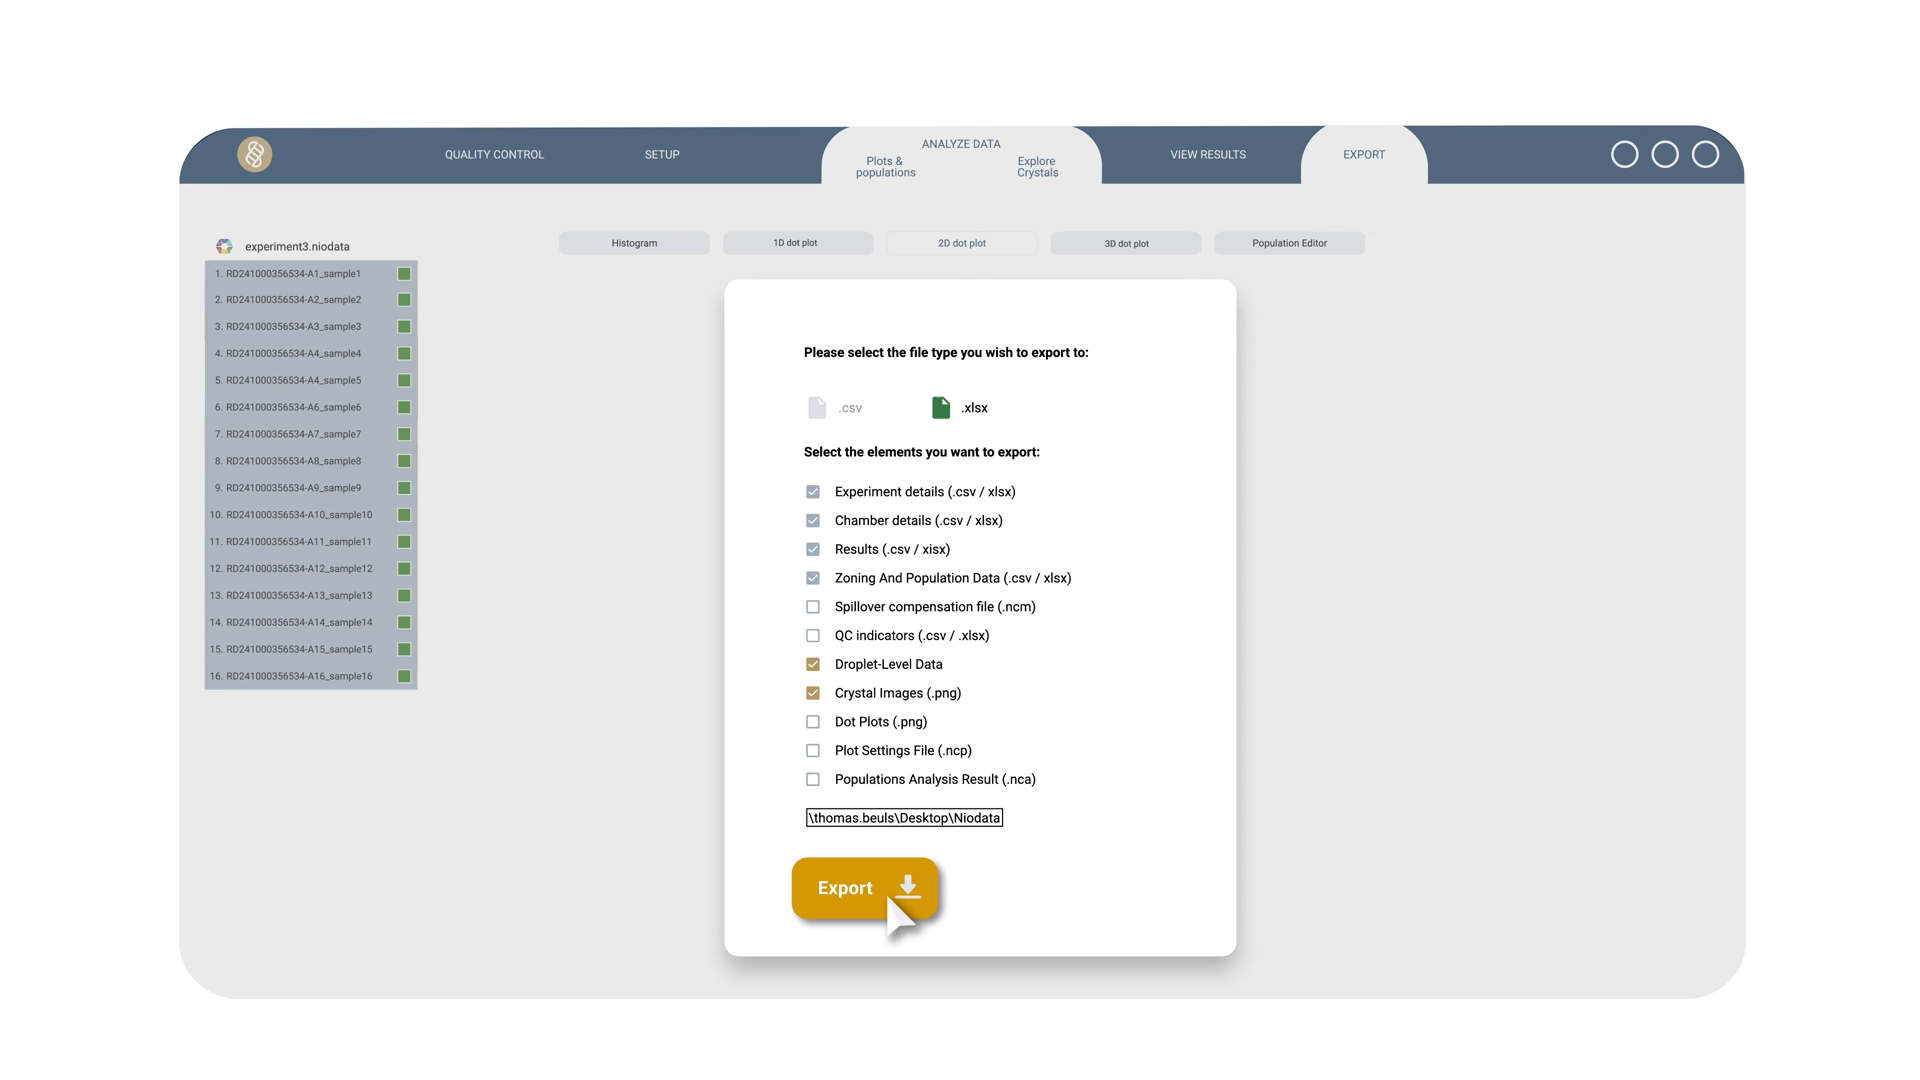 QUALITY CONTROL
SETUP
ANALYZE DATA
Plots &
populations
Explore
Crystals
VIEW RESULTS
EXPORT
experiment3.niodata
1. RD241000356534-A1_sample1
2. RD241000356534-A2_sample2
3. RD241000356534-A3_sample3
4. RD241000356534-A4_sample4
5. RD241000356534-A4_sample5
6. RD241000356534-A6_sample6
7. RD241000356534-A7_sample7
8. RD241000356534-A8_sample8
9. RD241000356534-A9_sample9
10. RD241000356534-A10_sample10
11. RD241000356534-A11_sample11
12. RD241000356534-A12_sample12
13. RD241000356534-A13_sample13
14. RD241000356534-A14_sample14
15. RD241000356534-A15_sample15
16. RD241000356534-A16_sample16
Histogram
1D dot plot
2D dot plot
3D dot plot
Population Editor
Please select the file type you wish to export to:
.csv
.xlsx
Select the elements you want to export:
Experiment details (.csv / xlsx)
Chamber details (.csv / xlsx)
Results (.csv / xisx)
Zoning And Population Data (.csv / xlsx)
Spillover compensation file (.ncm)
QC indicators (.csv / .xlsx)
Droplet-Level Data
Crystal Images (.png)
Dot Plots (.png)
Plot Settings File (.ncp)
Populations Analysis Result (.nca)
\thomas.beuls\Desktop\Niodata
Export